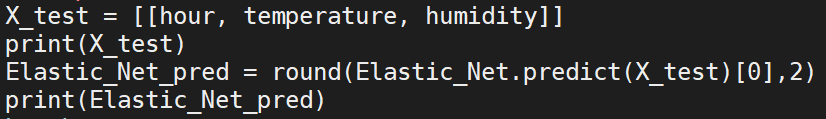 X_test = [[hour, temperature, humidity]]
print(X_test)
Elastic_Net_pred = round(Elastic_Net.predict(X_test)[0],2)
print(Elastic_Net_pred)